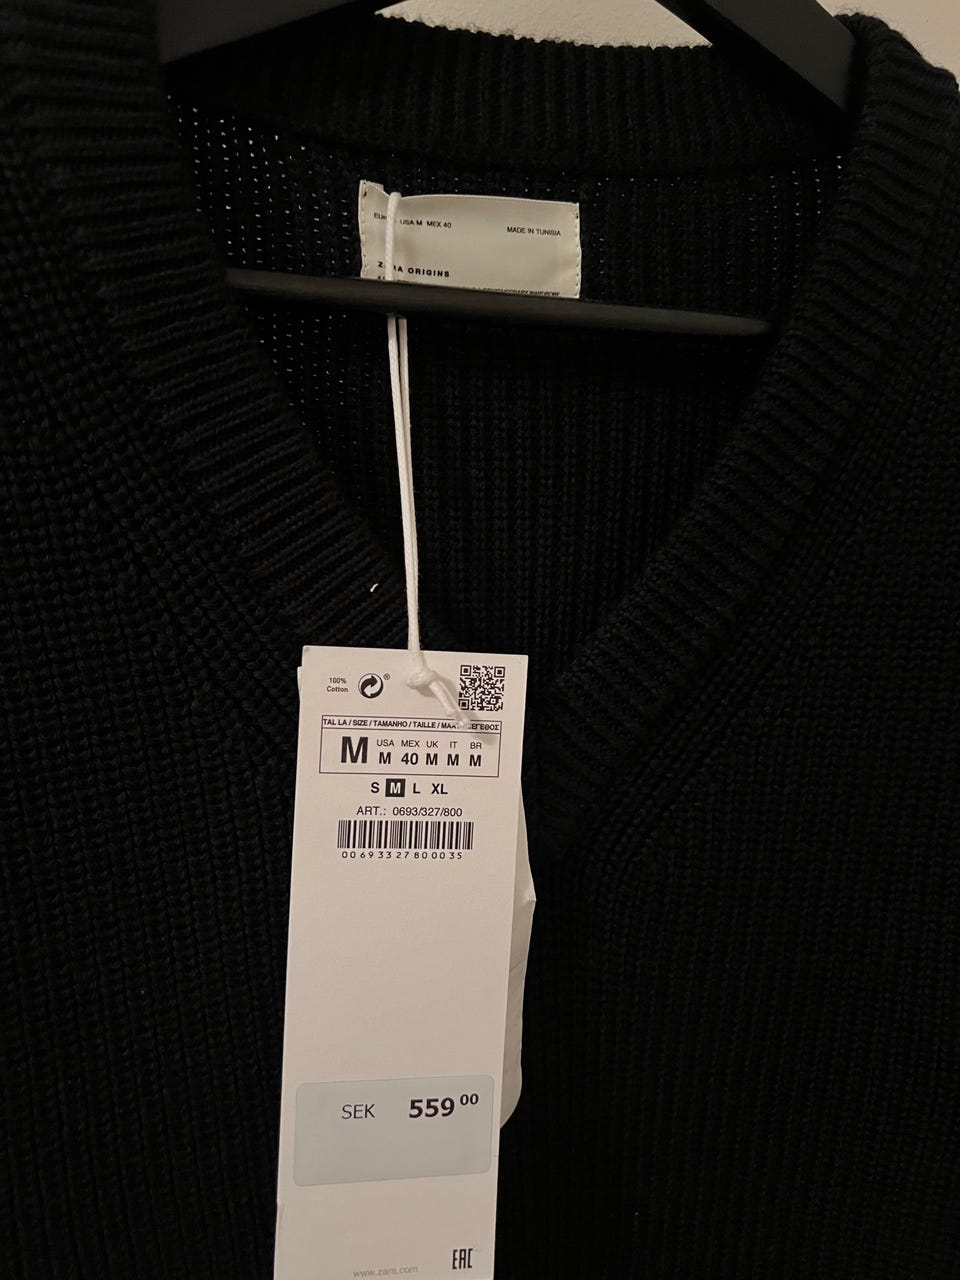 USA M MEX 40
MADE IN TUNISIA
ORIGINS
100%
Cotton
®
TAL LA / SIZE / TAMANHO / TAILLE /
M
USA MEX UK IT BR
M 40 M M M
S M L XL
ART.: 0693/327/800
00693327800035
SEK 559 00
EAC
www.zara.com